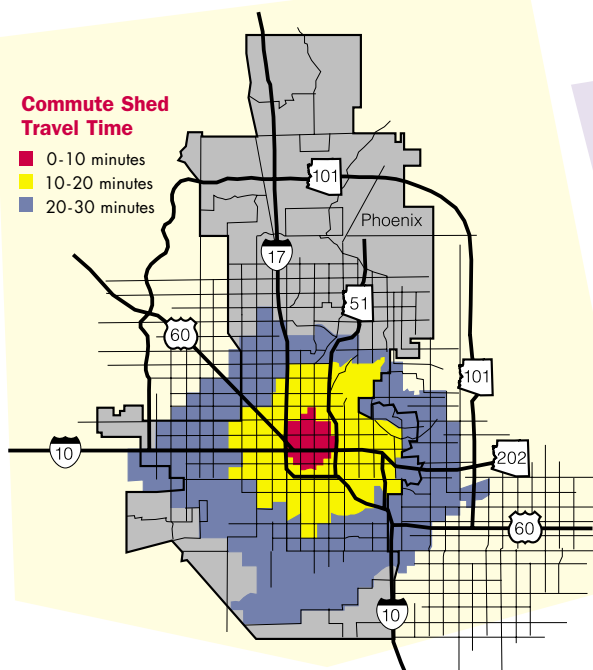 Commute Shed
Travel Time
0-10 minutes
10-20 minutes
20-30 minutes
101
Phoenix
17
51
60
101
10
202
60
10